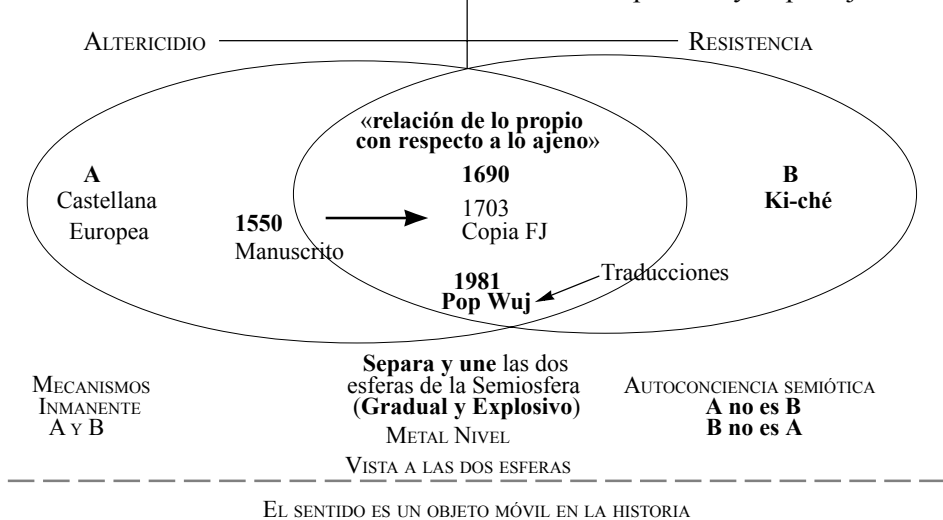 ALTERICIDIO
RESISTENCIA
«relación de lo propio
con respecto a lo ajeno»
A
Castellana
Europea
1550
Manuscrito
1690
1703
Copia FJ
1981
Pop Wuj
Traducciones
B
Ki-ché
MECANISMOS
INMANENTE
A Y B
Separa y une las dos
esferas de la Semiosfera
(Gradual y Explosivo)
METAL NIVEL
VISTA A LAS DOS ESFERAS
AUTOCONCIENCIA SEMIÓTICA
A no es B
B no es A
EL SENTIDO ES UN OBJETO MÓVIL EN LA HISTORIA